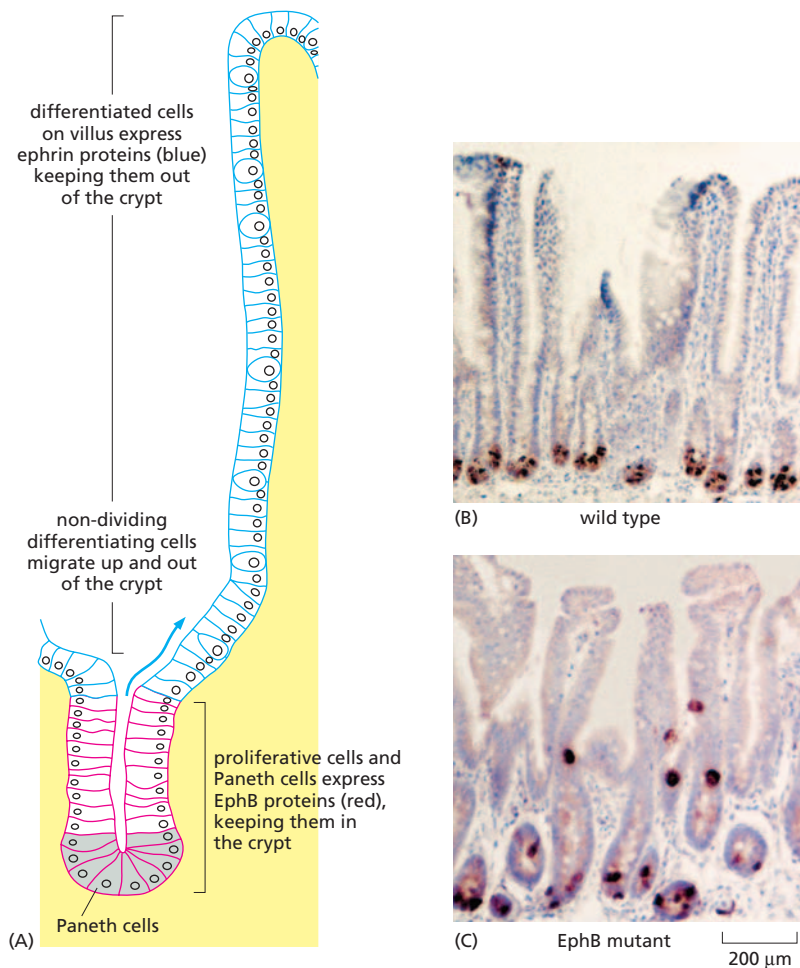 differentiated cells
on villus express
ephrin proteins (blue)
keeping them out
of the crypt
non-dividing
differentiating cells
migrate up and out
of the crypt
proliferative cells and
Paneth cells express
EphB proteins (red),
keeping them in
the crypt
Paneth cells
(A)
(B) wild type
(C) EphB mutant
200 μm